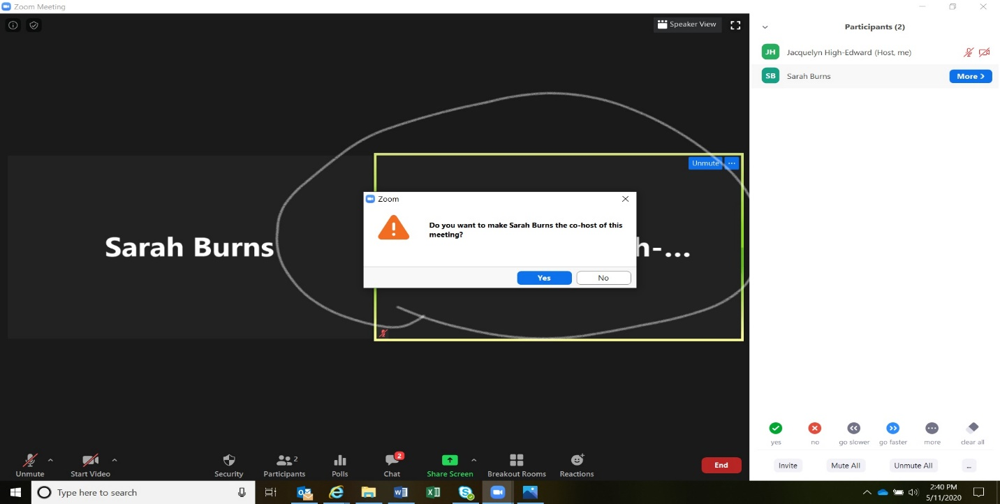 Zoom Meeting
Speaker View
Participants (2)
JH Jacquelyn High-Edward (Host, me)
SB Sarah Burns More >
Unmute ...
Sarah Burns
h-...
Zoom
Do you want to make Sarah Burns the co-host of this
meeting?
Yes No
yes no go slower go faster more clear all
Invite Mute All Unmute All ...
Unmute Start Video Security Participants 2 Polls Chat 2 Share Screen Breakout Rooms Reactions End
Type here to search
2:40 PM
5/11/2020